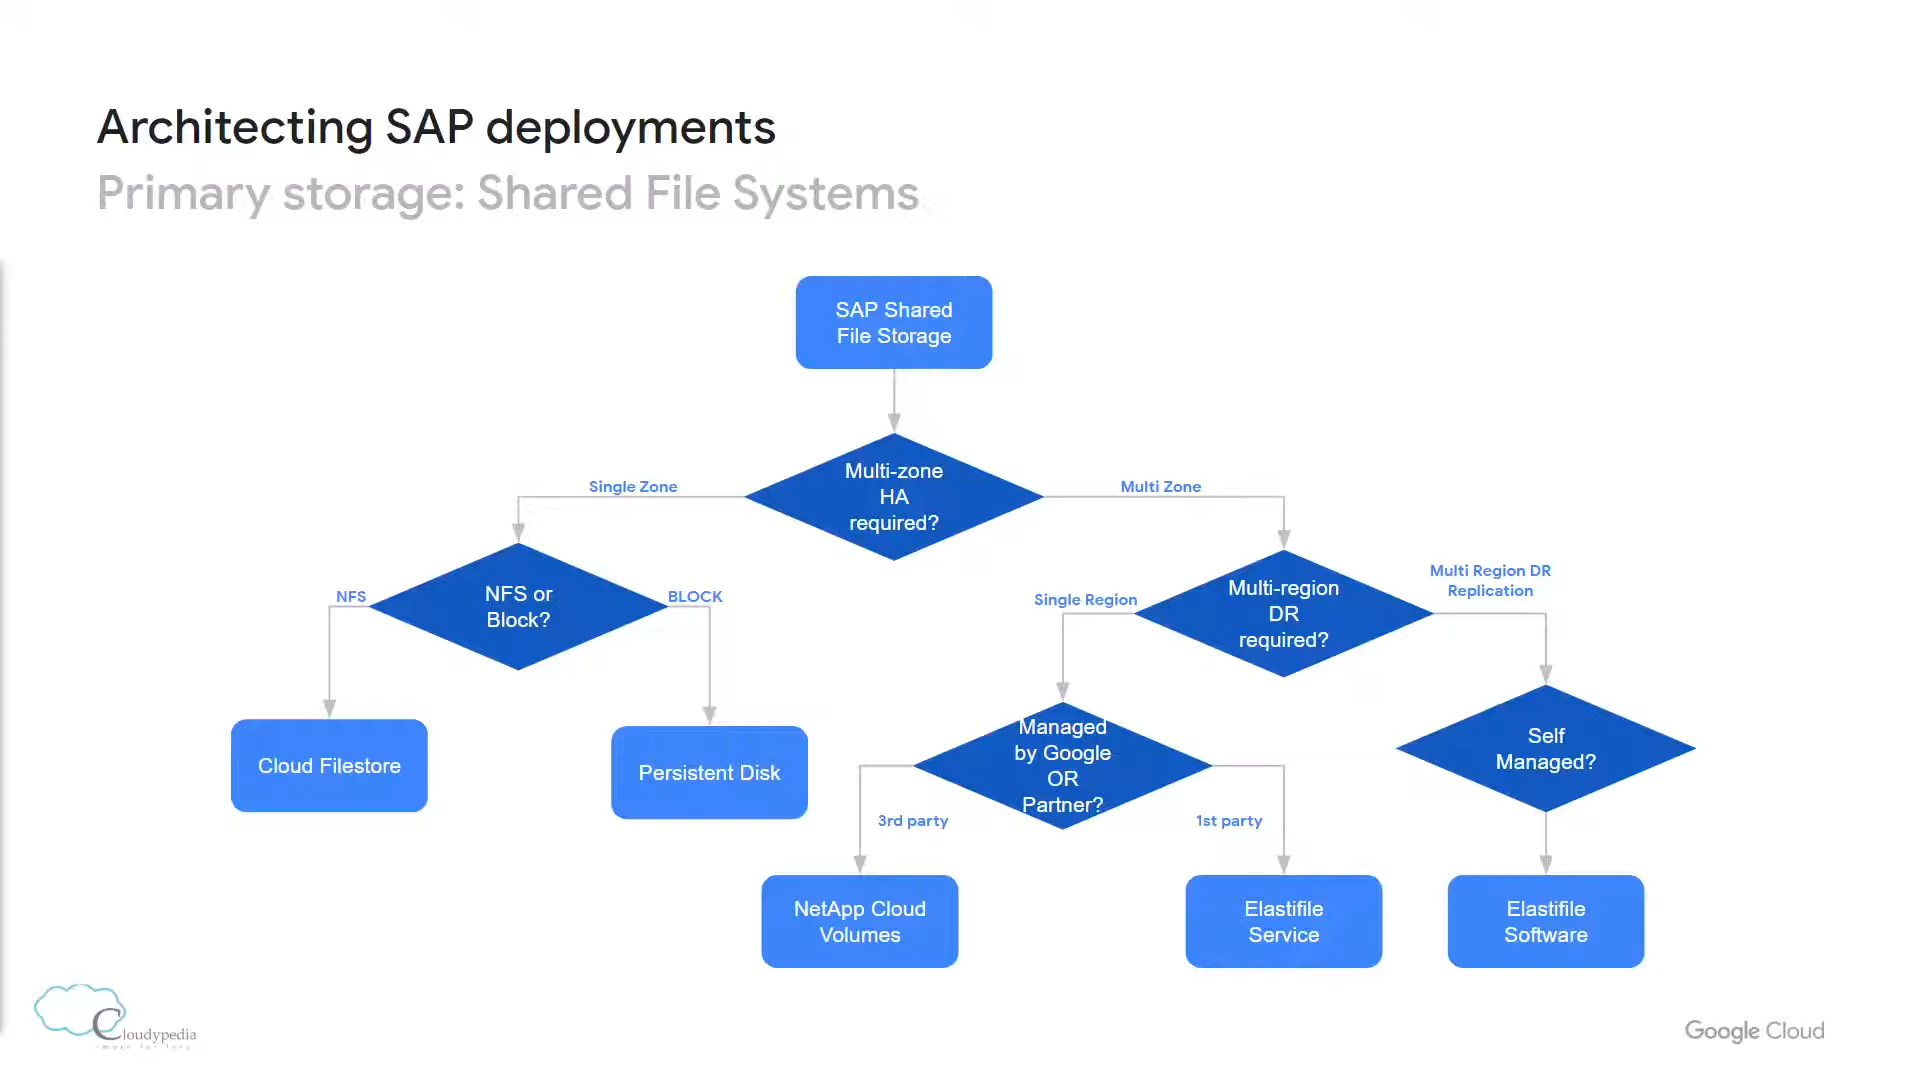 Architecting SAP deployments
Primary storage: Shared File Systems
SAP Shared
File Storage
Multi-zone
HA
required?
Single Zone
Multi Zone
NFS or
Block?
NFS
BLOCK
Multi-region
DR
required?
Single Region
Multi Region DR
Replication
Cloud Filestore
Persistent Disk
Managed
by Google
OR
Partner?
3rd party
1st party
Self
Managed?
NetApp Cloud
Volumes
Elastifile
Service
Elastifile
Software
Cloudypedia
more for less
Google Cloud